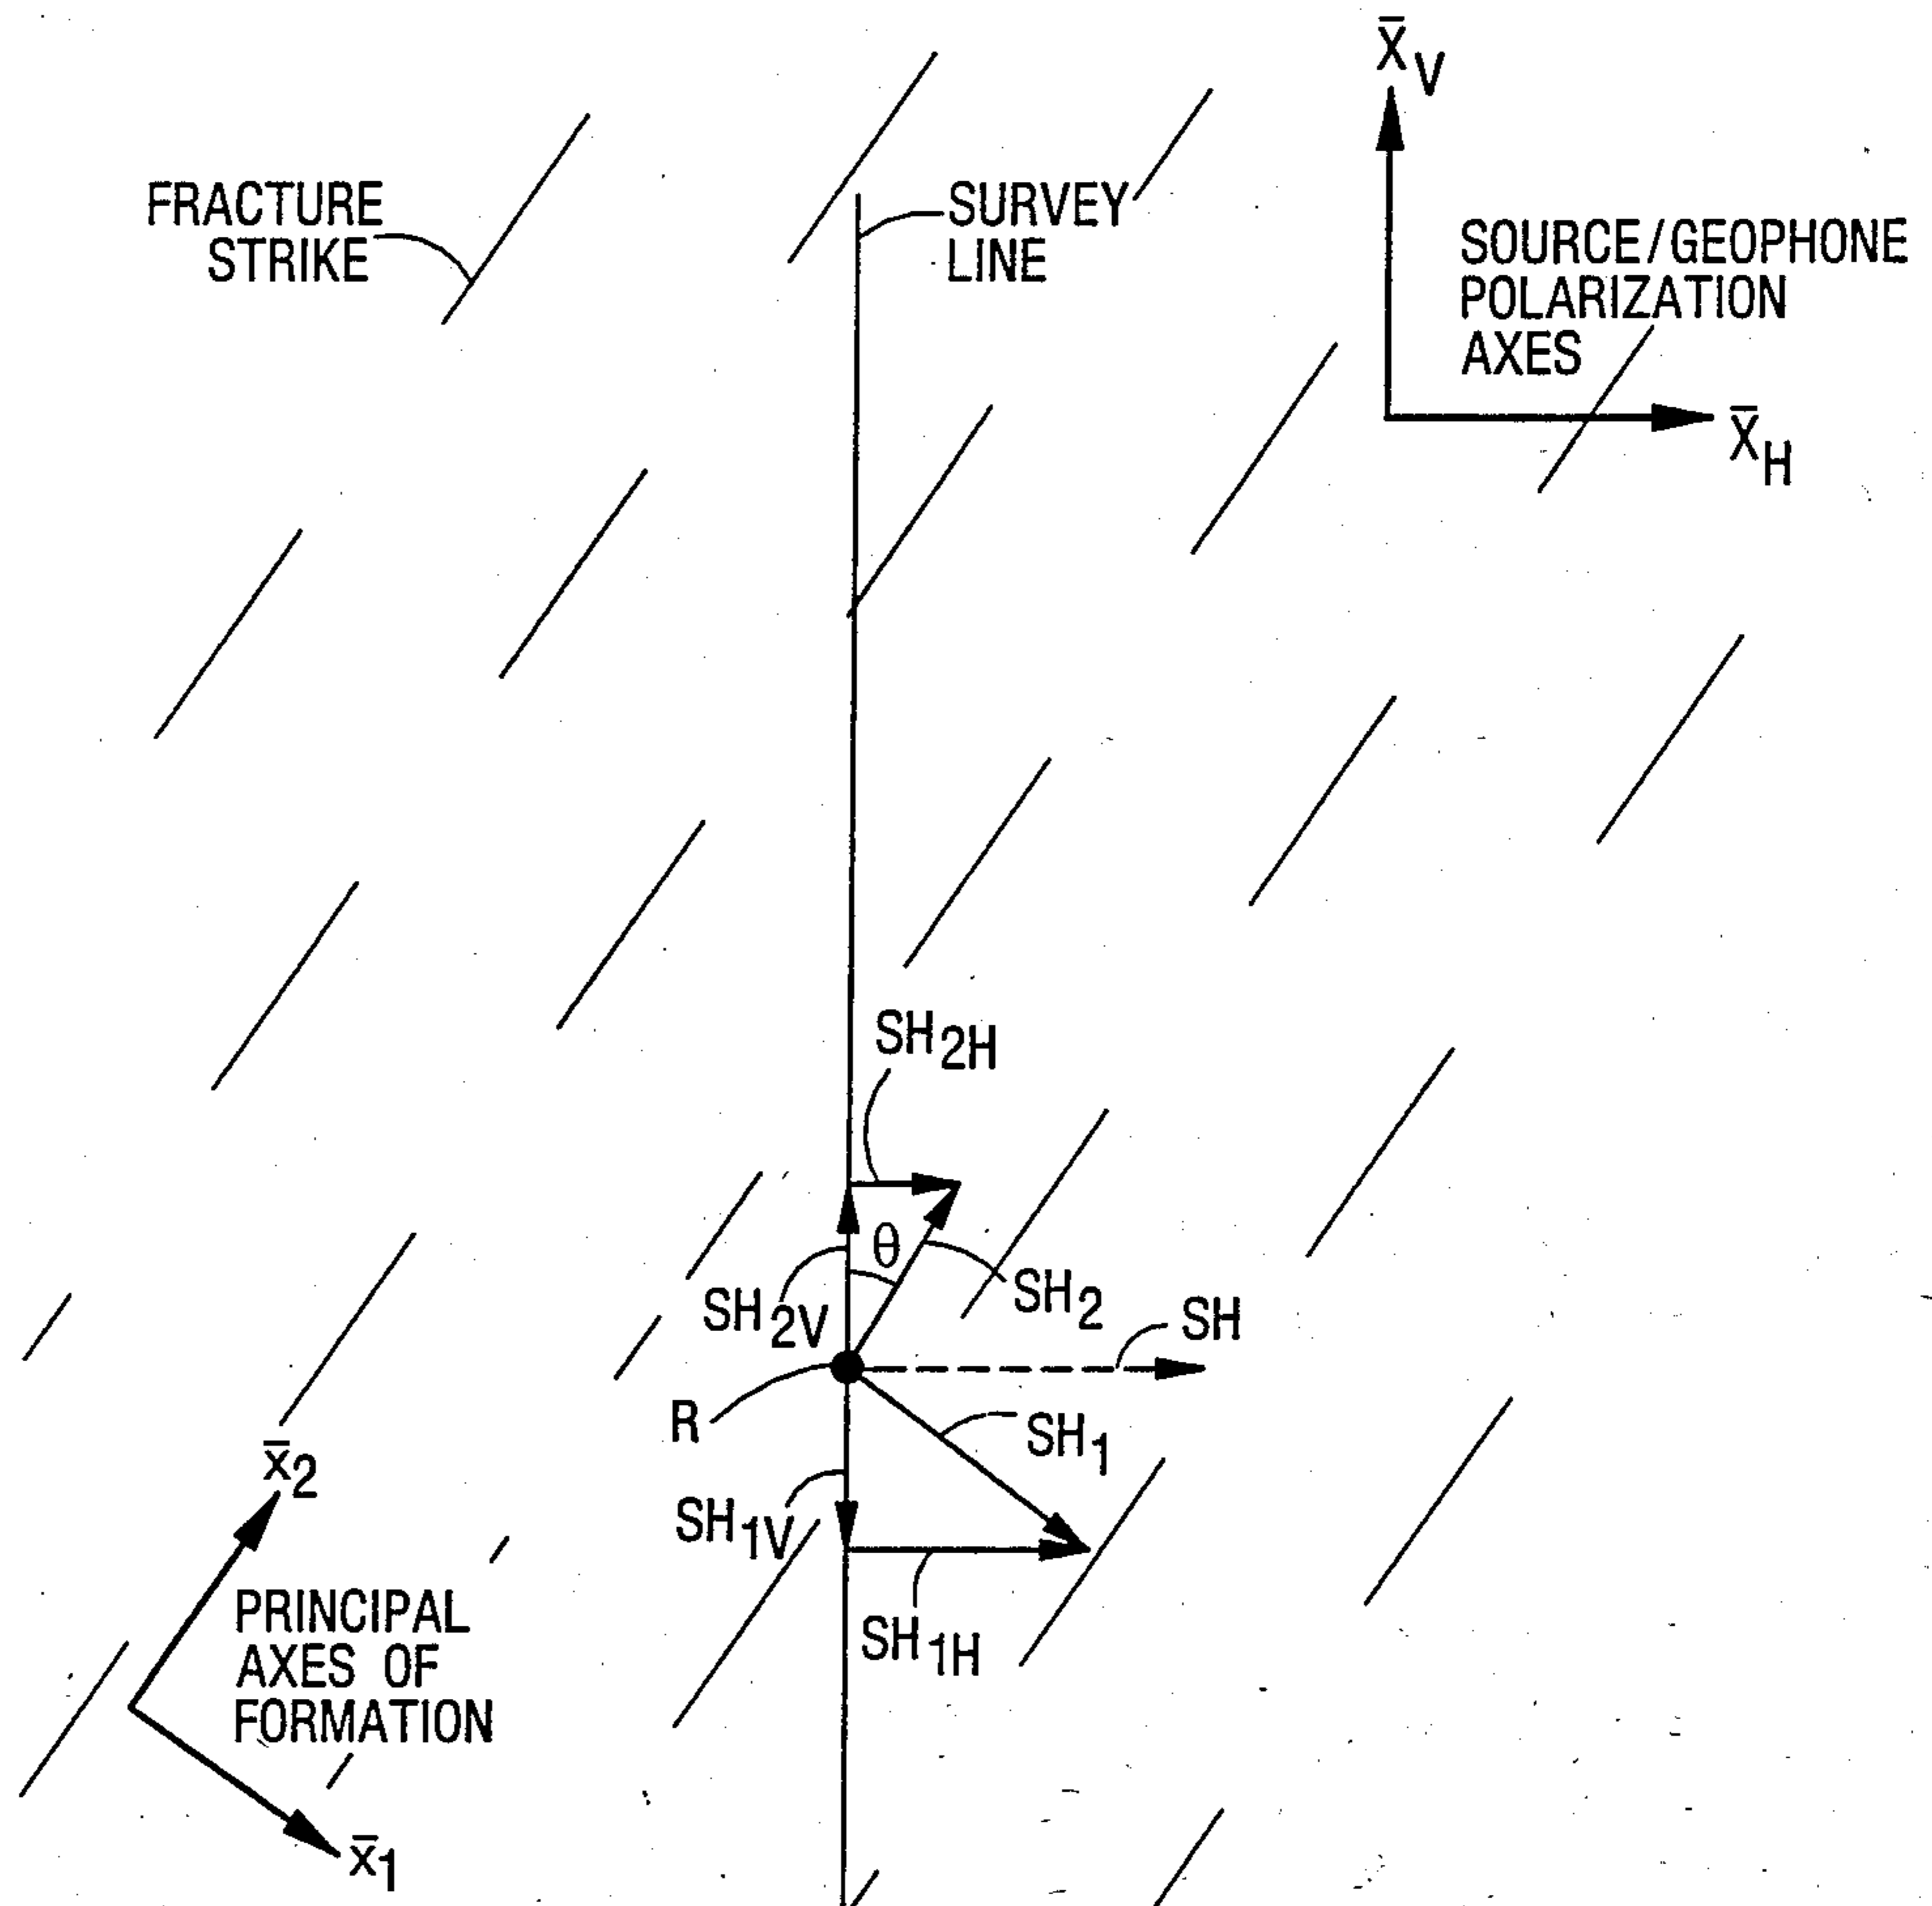 X̄V
FRACTURE
STRIKE
SURVEY
LINE
SOURCE/GEOPHONE
POLARIZATION
AXES
X̄H
SH2H
θ
SH2V
SH2
SH
R
SH1
x̄2
SH1V
SH1H
PRINCIPAL
AXES OF
FORMATION
x̄1